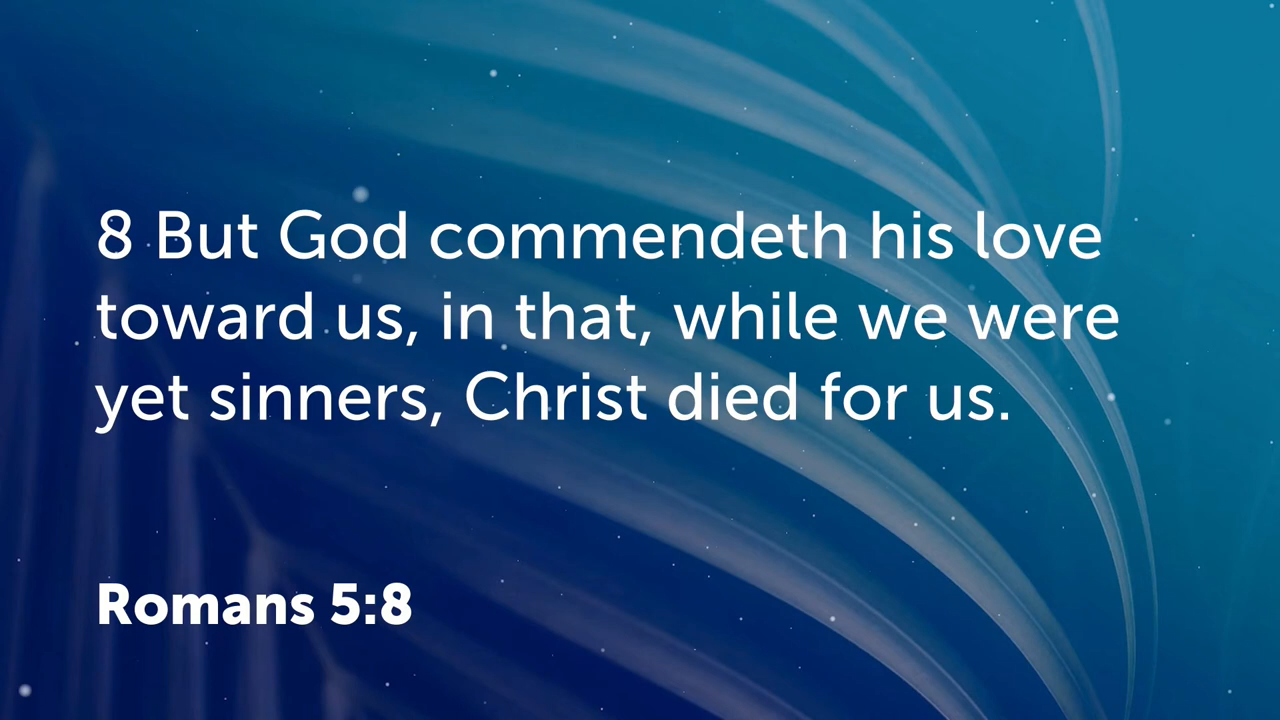 8 But God commendeth his love
toward us, in that, while we were
yet sinners, Christ died for us.
Romans 5:8